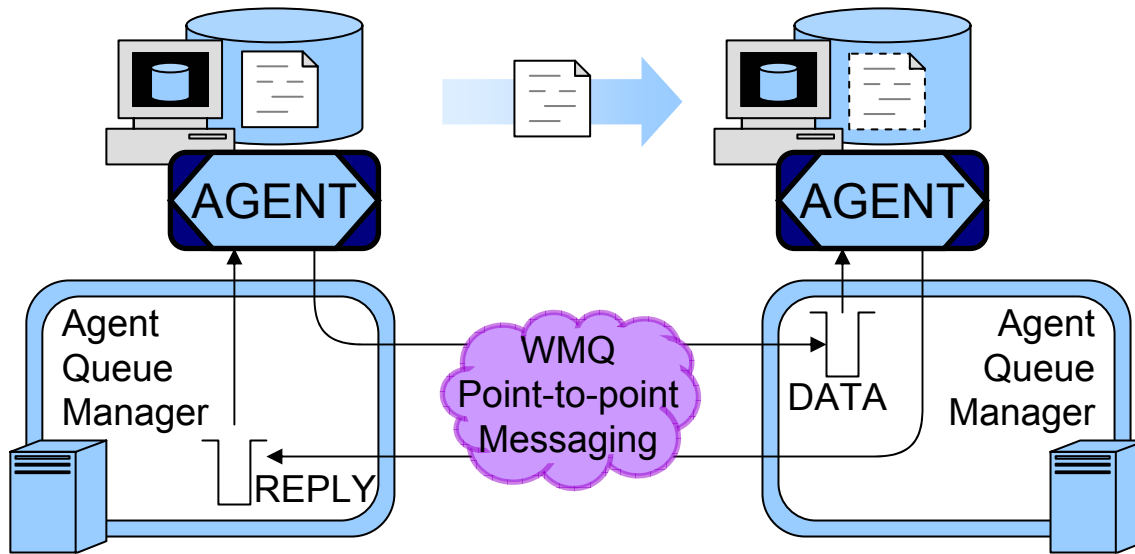 AGENT
AGENT
Agent
Queue
Manager
REPLY
WMQ
Point-to-point
Messaging
DATA
Agent
Queue
Manager